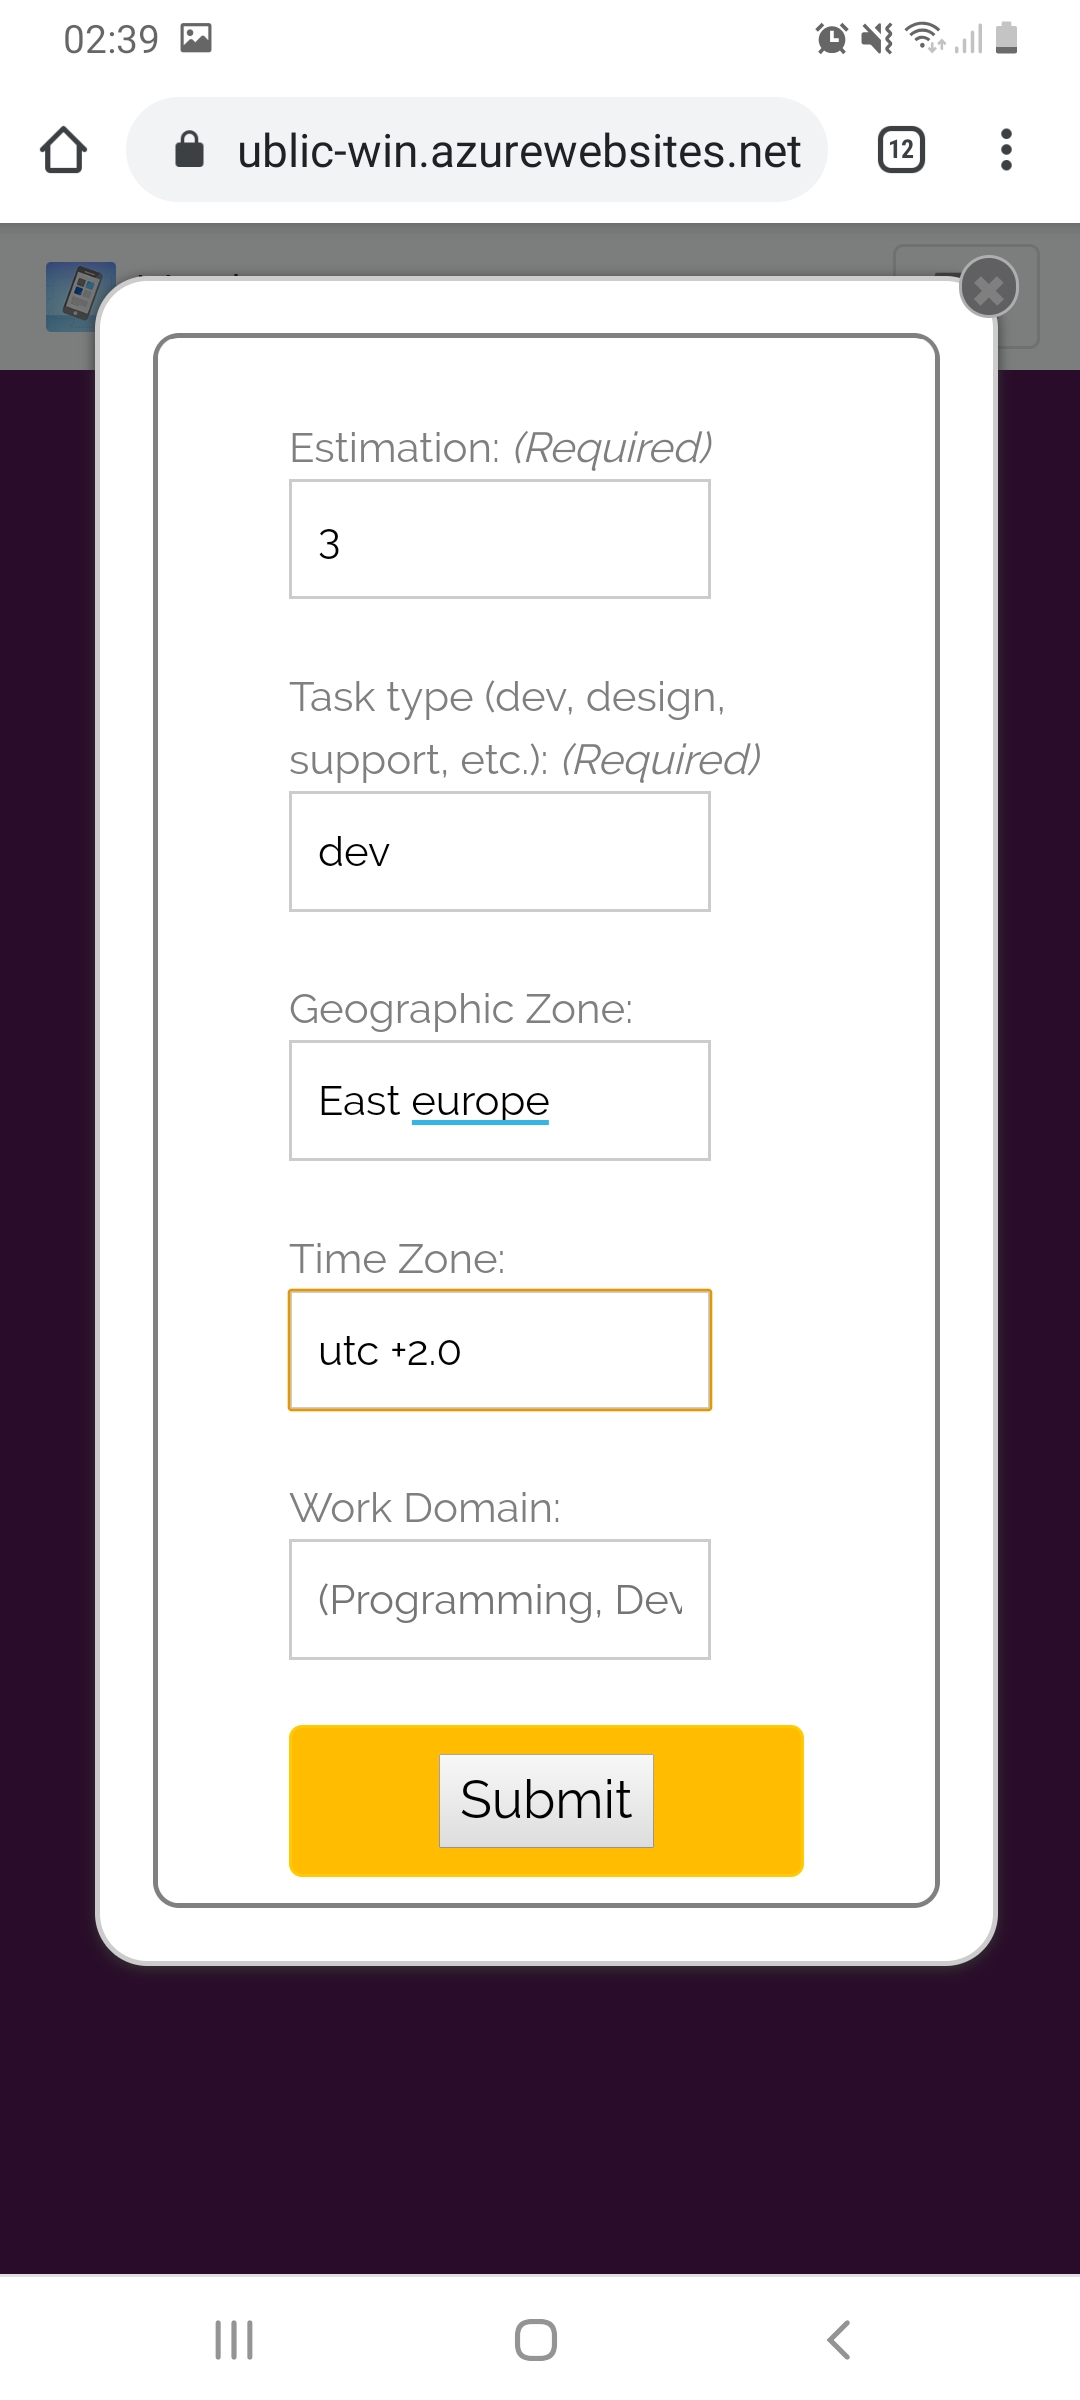 02:39
ublic-win.azurewebsites.net
12
Estimation: (Required)
3
Task type (dev, design,
support, etc.): (Required)
dev
Geographic Zone:
East europe
Time Zone:
utc +2.0
Work Domain:
(Programming, Dev
Submit